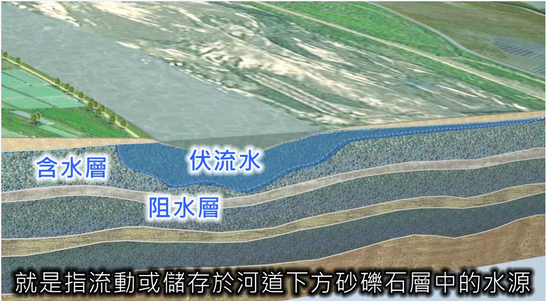 伏流水
含水層
阻水層
就是指流動或儲存於河道下方砂礫石層中的水源